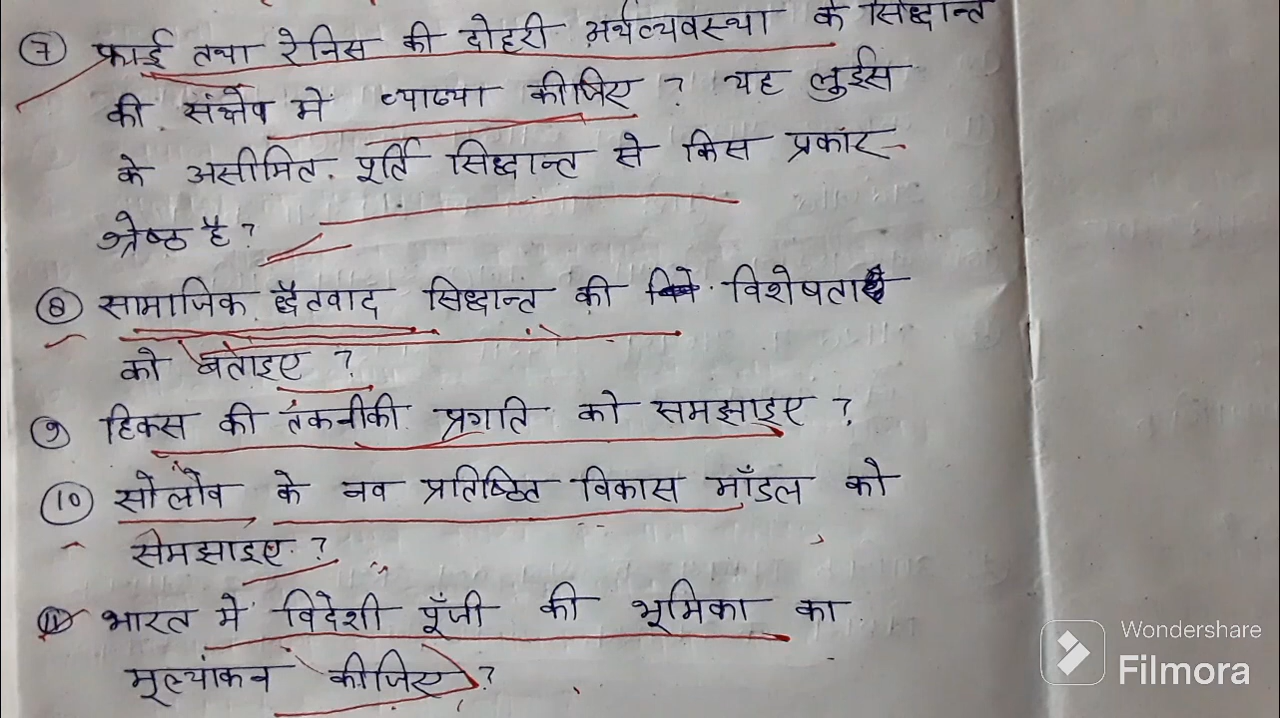 ⑦ फ्राई तथा रेनिस की दोहरी अर्थव्यवस्था के सिद्धान्त
की संक्षेप में व्याख्या कीजिए ? यह लुईस
के असीमित पूर्ति सिद्धान्त से किस प्रकार
श्रेष्ठ है ?
⑧ सामाजिक द्वैतवाद सिद्धान्त की विशेषताओं
को बताइए ?
⑨ हिक्स की तकनीकी प्रगति को समझाइए ?
⑩ सोलोव के नव प्रतिष्ठित विकास मॉडल को
समझाइए ?
⑪ भारत में विदेशी पूँजी की भूमिका का
मूल्यांकन कीजिए ?
Wondershare
Filmora